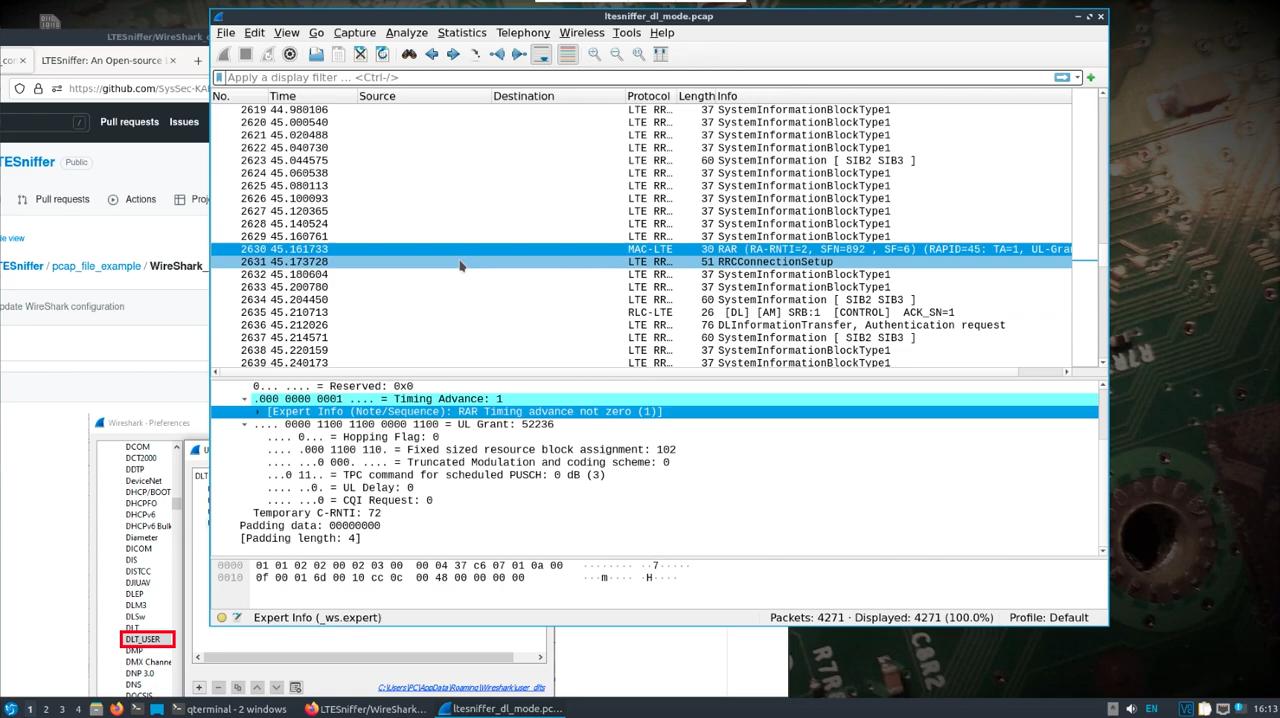 ltesniffer_dl_mode.pcap
LTESniffer/WireShark_c
File Edit View Go Capture Analyze Statistics Telephony Wireless Tools Help
LTESniffer: An Open-source
https://github.com/SysSec-KA
Pull requests Issues
LTESniffer Public
Pull requests Actions
pcap_file_example / WireShark_
pdate WireShark configuration
Apply a display filter … <Ctrl-/>
No. Time Source Destination Protocol Length Info
2619 44.980106 LTE RR… 37 SystemInformationBlockType1
2620 45.000540 LTE RR… 37 SystemInformationBlockType1
2621 45.020488 LTE RR… 37 SystemInformationBlockType1
2622 45.040730 LTE RR… 37 SystemInformationBlockType1
2623 45.044575 LTE RR… 60 SystemInformation [ SIB2 SIB3 ]
2624 45.060538 LTE RR… 37 SystemInformationBlockType1
2625 45.080113 LTE RR… 37 SystemInformationBlockType1
2626 45.100093 LTE RR… 37 SystemInformationBlockType1
2627 45.120365 LTE RR… 37 SystemInformationBlockType1
2628 45.140524 LTE RR… 37 SystemInformationBlockType1
2629 45.160761 LTE RR… 37 SystemInformationBlockType1
2630 45.161733 MAC-LTE 30 RAR (RA-RNTI=2, SFN=892 , SF=6) (RAPID=45: TA=1, UL-Gra
2631 45.173728 LTE RR… 51 RRCConnectionSetup
2632 45.180604 LTE RR… 37 SystemInformationBlockType1
2633 45.200780 LTE RR… 37 SystemInformationBlockType1
2634 45.204450 LTE RR… 60 SystemInformation [ SIB2 SIB3 ]
2635 45.210713 RLC-LTE 26 [DL] [AM] SRB:1 [CONTROL] ACK_SN=1
2636 45.212026 LTE RR… 76 DLInformationTransfer, Authentication request
2637 45.214571 LTE RR… 60 SystemInformation [ SIB2 SIB3 ]
2638 45.220159 LTE RR… 37 SystemInformationBlockType1
2639 45.240173 LTE RR… 37 SystemInformationBlockType1
0... .... = Reserved: 0x0
.000 0000 0001 .... = Timing Advance: 1
[Expert Info (Note/Sequence): RAR Timing advance not zero (1)]
.... 0000 1100 1100 0000 1100 = UL Grant: 52236
.... 0... = Hopping Flag: 0
.... .000 1100 110. = Fixed sized resource block assignment: 102
.... ...0 000. .... = Truncated Modulation and coding scheme: 0
...0 11.. = TPC command for scheduled PUSCH: 0 dB (3)
.... ..0. = UL Delay: 0
.... ...0 = CQI Request: 0
Temporary C-RNTI: 72
Padding data: 00000000
[Padding length: 4]
0000 01 01 02 02 00 02 03 00 00 04 37 c6 07 01 0a 00 ········ ··7·····
0010 0f 00 01 6d 00 10 cc 0c 00 48 00 00 00 00 ···m···· ·H····
Expert Info (_ws.expert) Packets: 4271 · Displayed: 4271 (100.0%) Profile: Default
Wireshark - Preferences
DCOM
DCT2000
DDTP
DeviceNet
DHCP/BOOT
DHCPFO
DHCPv6
DHCPv6 Bulk
Diameter
DICOM
DIS
DISTCC
DJIUAV
DLEP
DLM3
DLSw
DLT
DLT_USER
DMP
DMX Channe
DNP 3.0
DNS
DOCSIS
C:\Users\PC\AppData\Roaming\Wireshark\user_dlts
1 2 3 4 qterminal - 2 windows LTESniffer/WireShark… ltesniffer_dl_mode.pc… EN 16:13